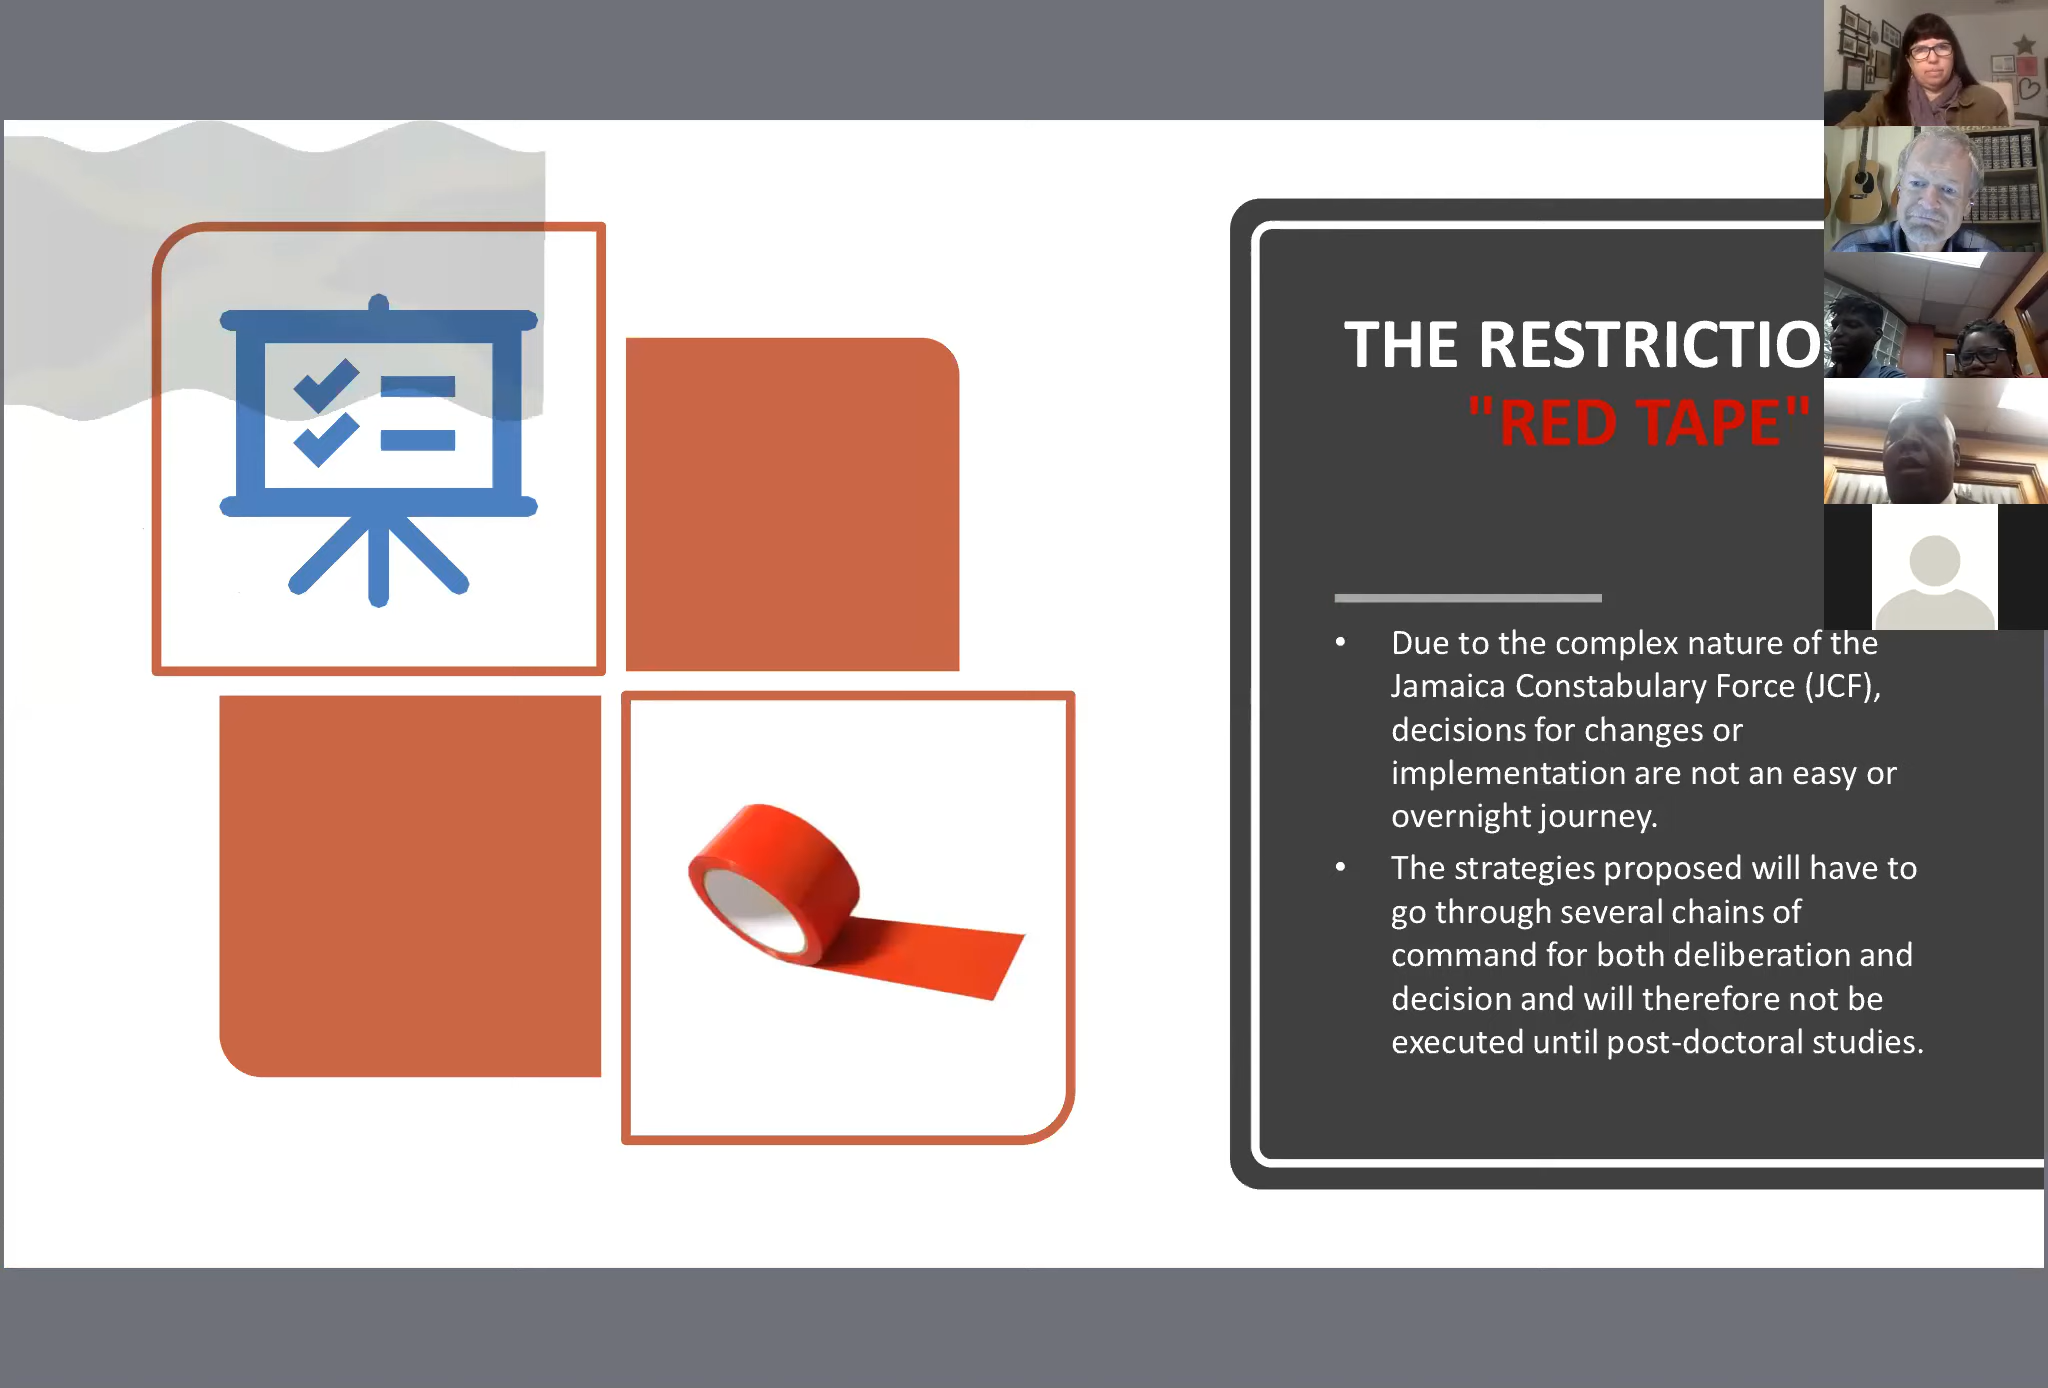 THE RESTRICTIO
"RED TAPE"
• Due to the complex nature of the
Jamaica Constabulary Force (JCF),
decisions for changes or
implementation are not an easy or
overnight journey.
• The strategies proposed will have to
go through several chains of
command for both deliberation and
decision and will therefore not be
executed until post-doctoral studies.